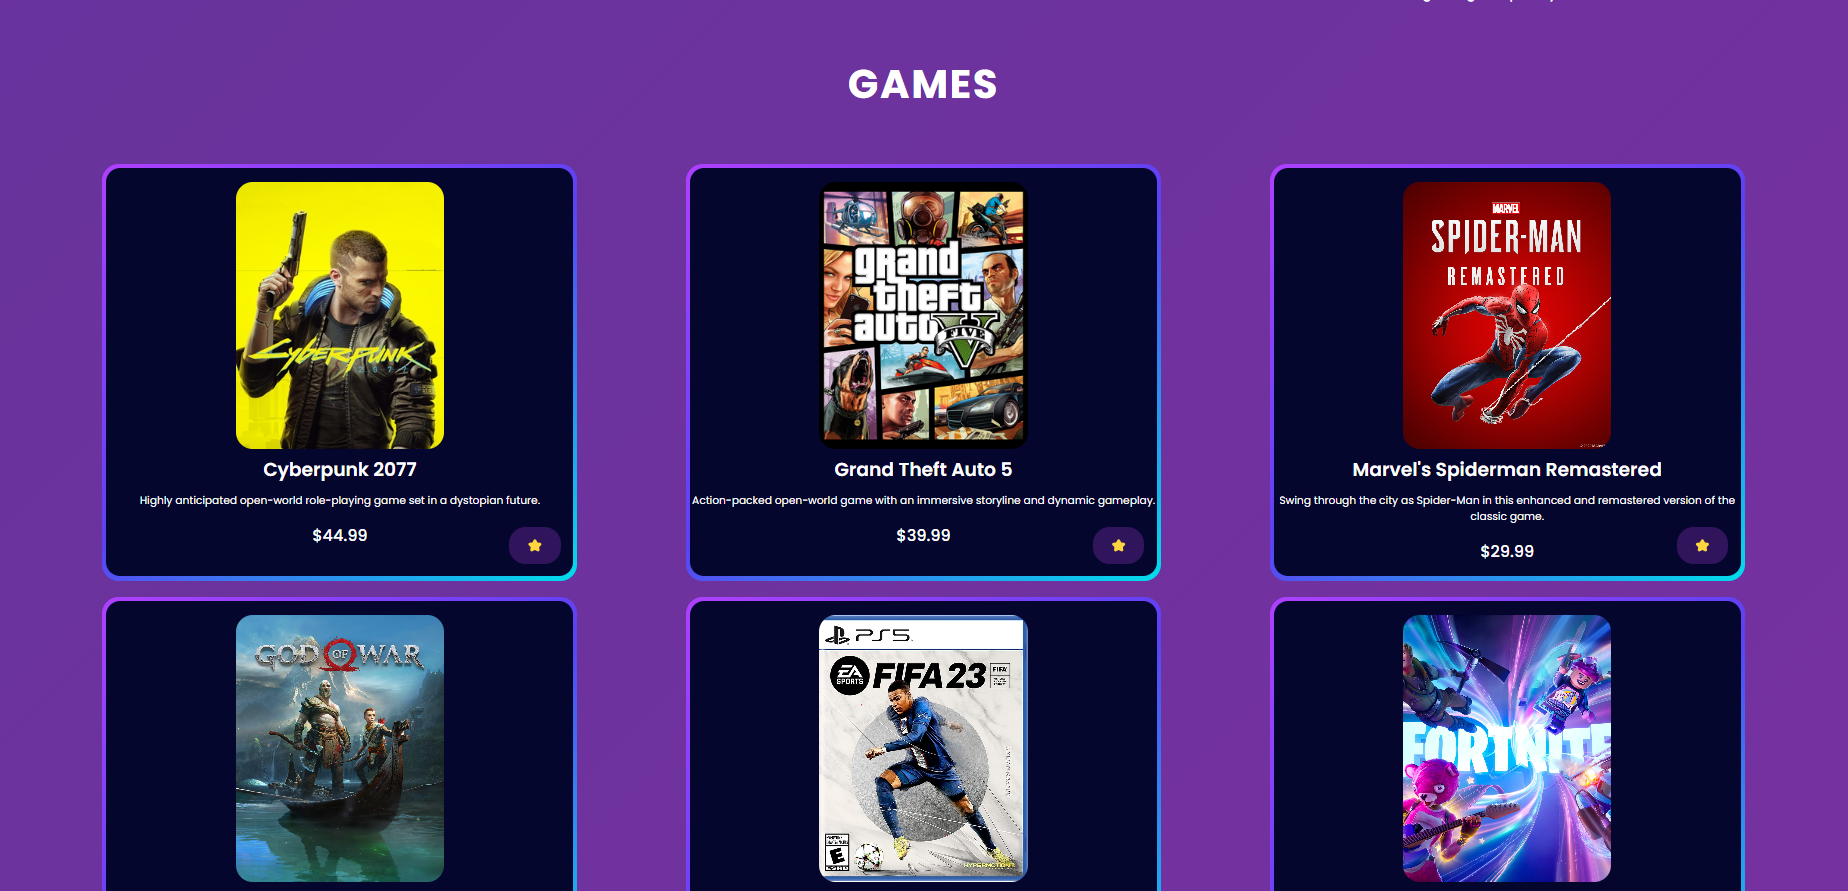 GAMES
MARVEL
SPIDER-MAN
REMASTERED
grand
theft
auto
V
FIVE
Cyberpunk
2077
Cyberpunk 2077
Grand Theft Auto 5
Marvel's Spiderman Remastered
Highly anticipated open-world role-playing game set in a dystopian future.
Action-packed open-world game with an immersive storyline and dynamic gameplay.
Swing through the city as Spider-Man in this enhanced and remastered version of the
classic game.
$44.99
$39.99
$29.99
GOD OF WAR
PS5
EA
SPORTS
FIFA 23
FIFA
E
HYPERMOTION2
FORTNITE